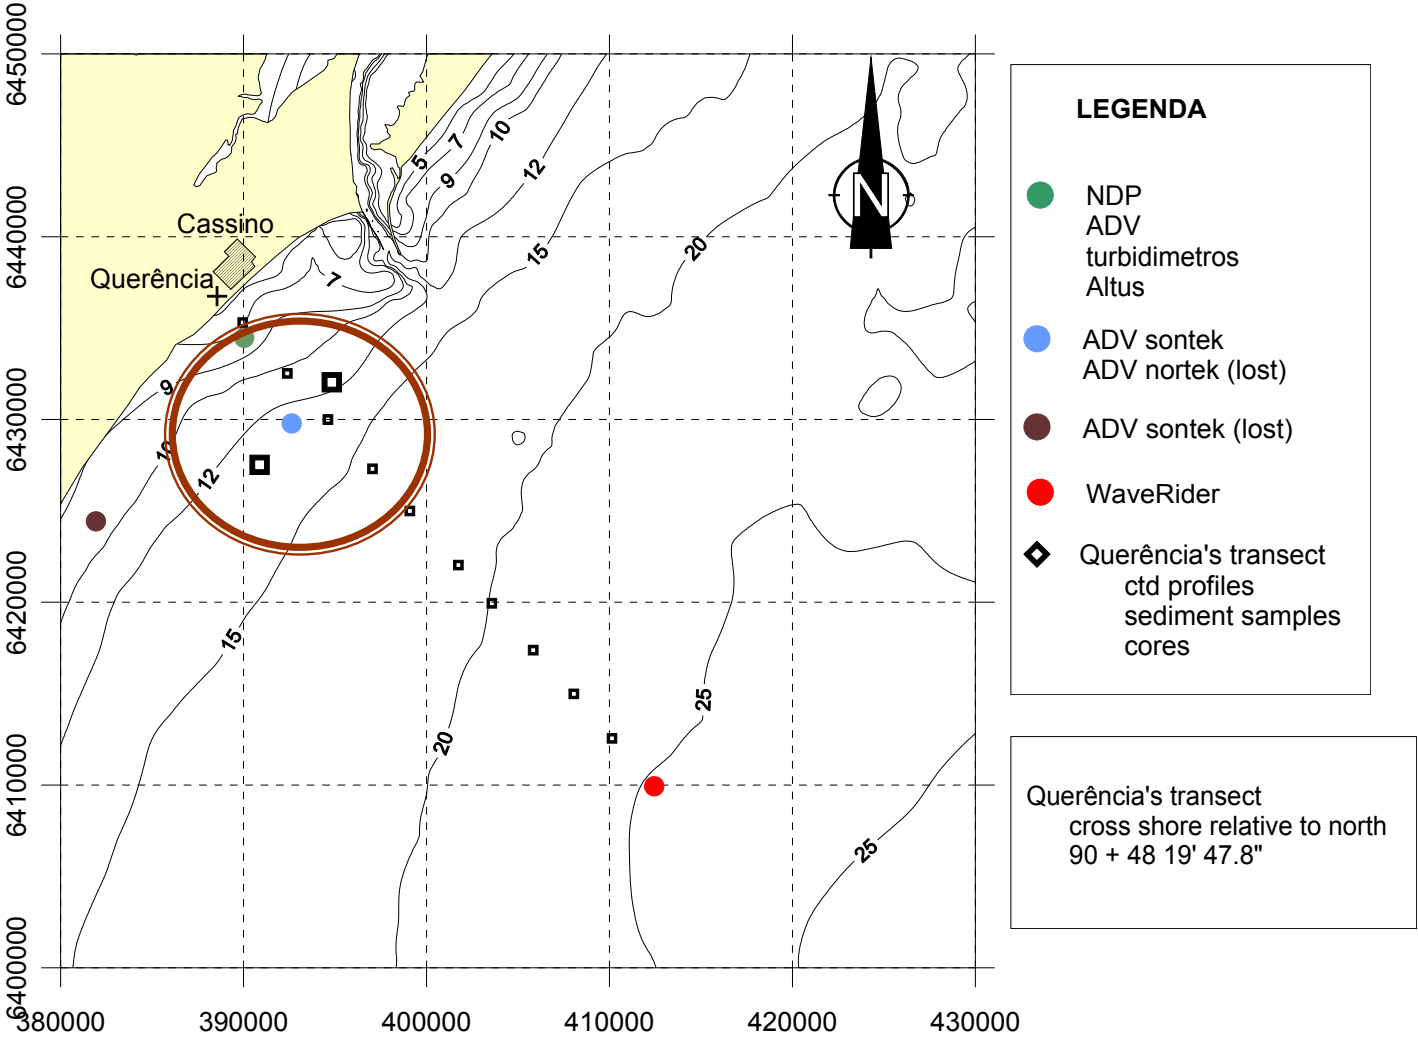 6450000
6440000
6430000
6420000
6410000
6400000
380000
390000
400000
410000
420000
430000
Cassino
Querência
5
7
9
10
12
15
20
7
9
10
12
15
20
25
25
N
LEGENDA
NDP
ADV
turbidimetros
Altus
ADV sontek
ADV nortek (lost)
ADV sontek (lost)
WaveRider
Querência's transect
ctd profiles
sediment samples
cores
Querência's transect
cross shore relative to north
90 + 48 19' 47.8"